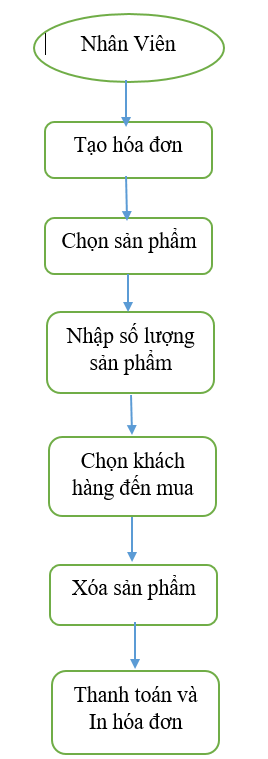 Nhân Viên
Tạo hóa đơn
Chọn sản phẩm
Nhập số lượng
sản phẩm
Chọn khách
hàng đến mua
Xóa sản phẩm
Thanh toán và
In hóa đơn